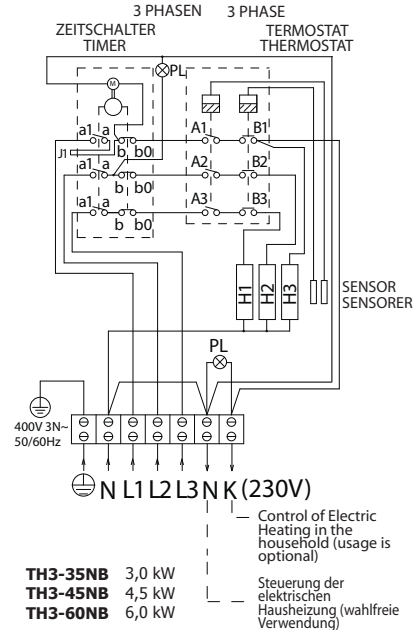 3 PHASEN 3 PHASE
ZEITSCHALTER
TIMER
TERMOSTAT
THERMOSTAT
PL
M
a1 a
A1
B1
J1
b b0
a1 a
A2
B2
b b0
a1 a
A3
B3
b b0
H1
H2
H3
SENSOR
SENSORER
PL
400V 3N~
50/60Hz
N L1 L2 L3 N K (230V)
Control of Electric
Heating in the
household (usage is
optional)
Steuerung der
elektrischen
Hausheizung (wahlfreie
Verwendung)
TH3-35NB 3,0 kW
TH3-45NB 4,5 kW
TH3-60NB 6,0 kW